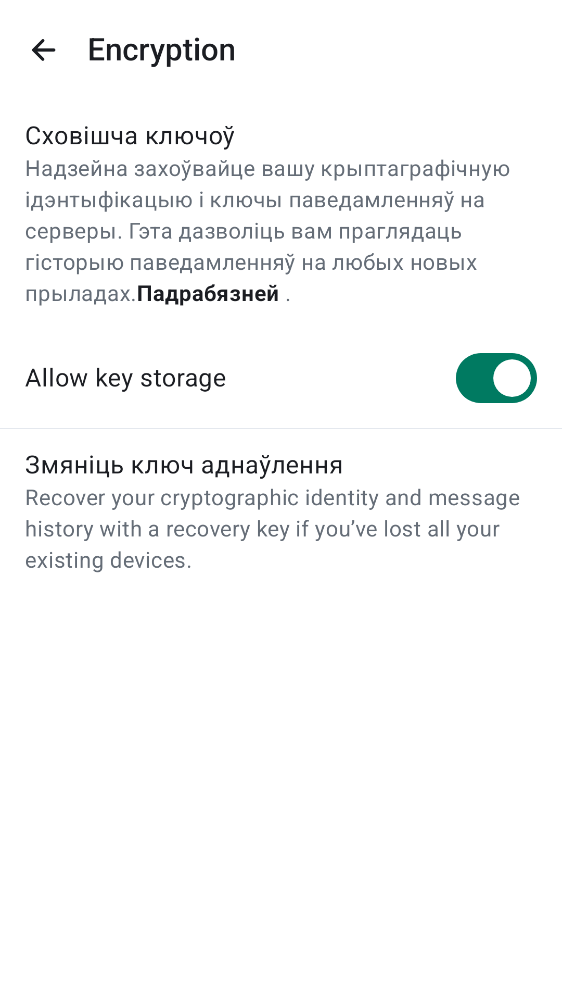 Encryption
Сховішча ключоў
Надзейна захоўвайце вашу крыптаграфічную
ідэнтыфікацыю і ключы паведамленняў на
серверы. Гэта дазволіць вам праглядаць
гісторыю паведамленняў на любых новых
прыладах.Падрабязней .
Allow key storage
Змяніць ключ аднаўлення
Recover your cryptographic identity and message
history with a recovery key if you’ve lost all your
existing devices.